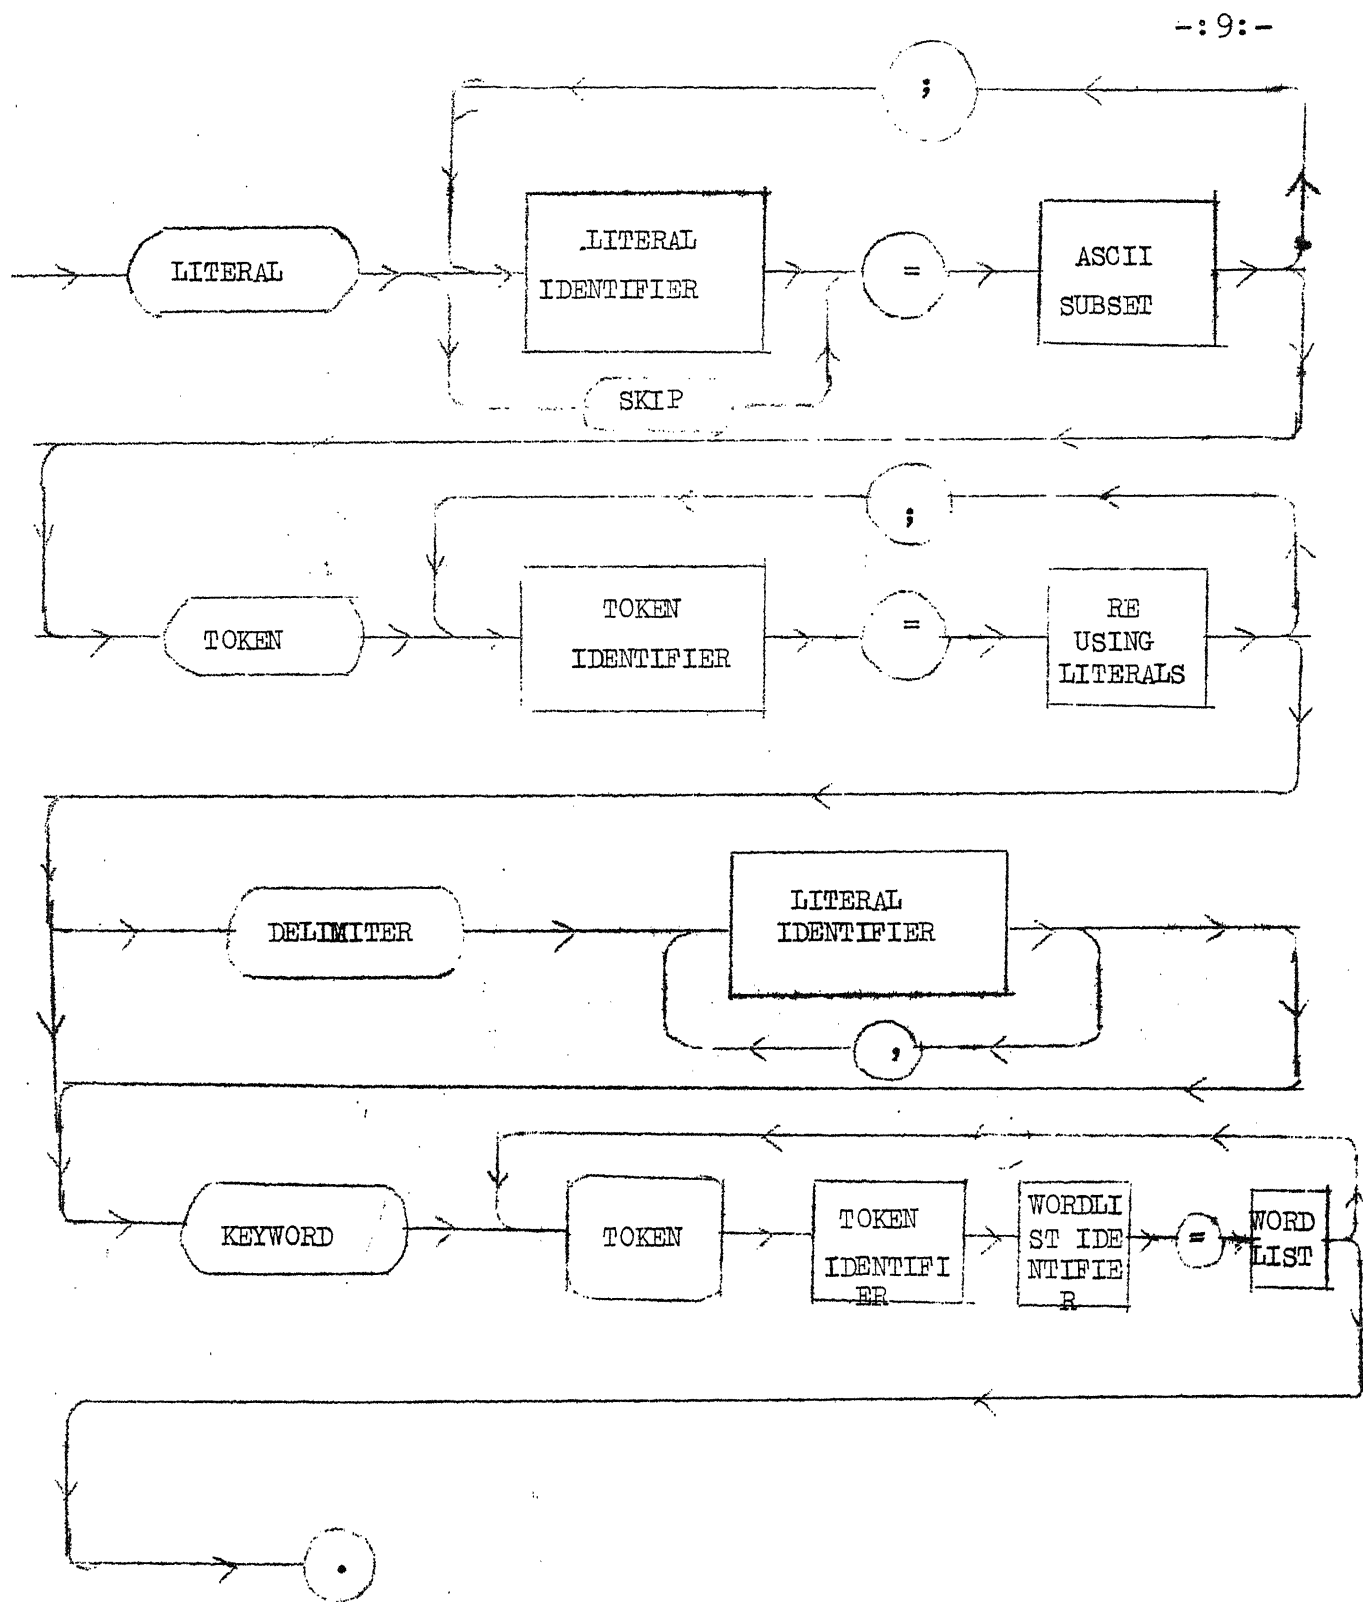 -:9:-
;
LITERAL
LITERAL
IDENTIFIER
=
ASCII
SUBSET
SKIP
;
TOKEN
TOKEN
IDENTIFIER
=
RE
USING
LITERALS
DELIMITER
LITERAL
IDENTIFIER
,
KEYWORD
TOKEN
TOKEN
IDENTIFI
ER
WORDLI
ST IDE
NTIFIE
R
=
WORD
LIST
.